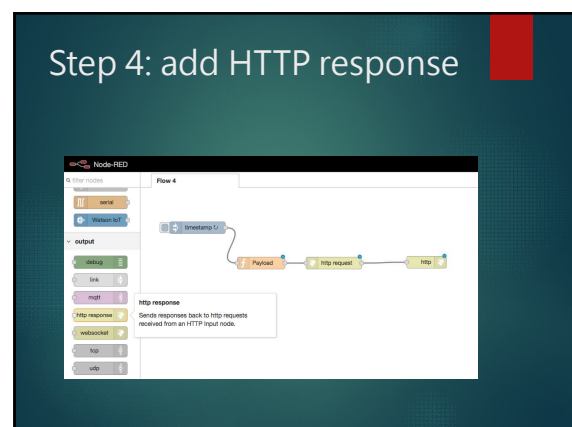 Step 4: add HTTP response
Node-RED
filter nodes
Flow 4
serial
Watson IoT
timestamp ↻
output
debug
Payload
http request
http
link
mqtt
http response
http response
Sends responses back to http requests
received from an HTTP Input node.
websocket
tcp
udp